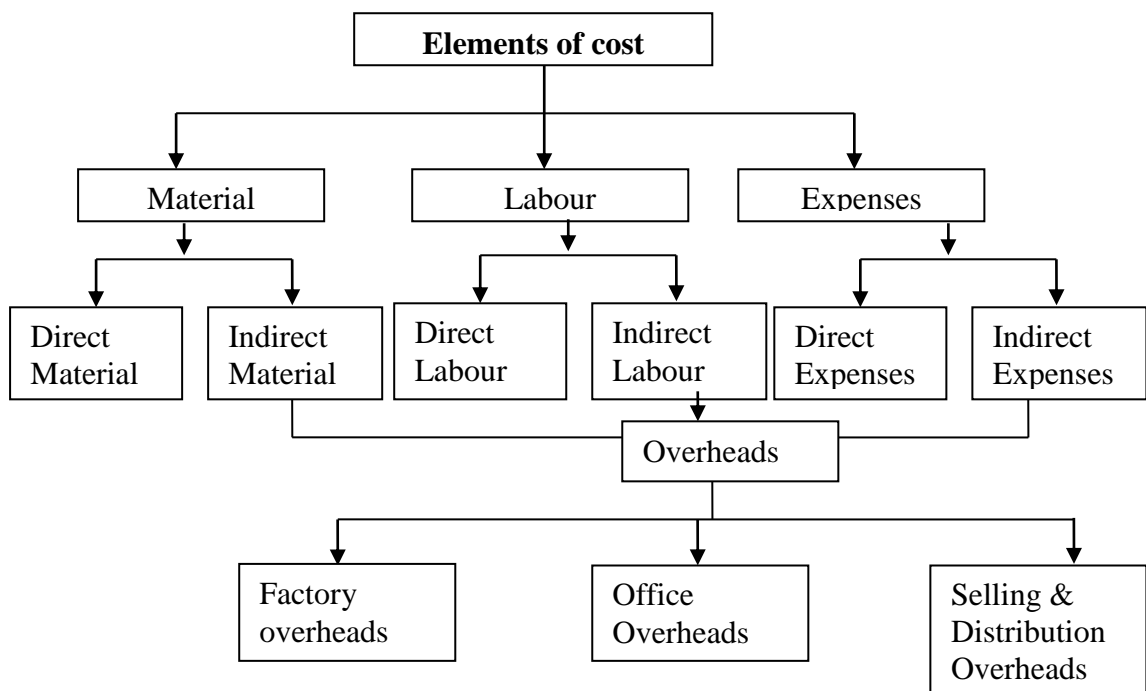 Elements of cost
Material
Labour
Expenses
Direct
Material
Indirect
Material
Direct
Labour
Indirect
Labour
Direct
Expenses
Indirect
Expenses
Overheads
Factory
overheads
Office
Overheads
Selling &
Distribution
Overheads